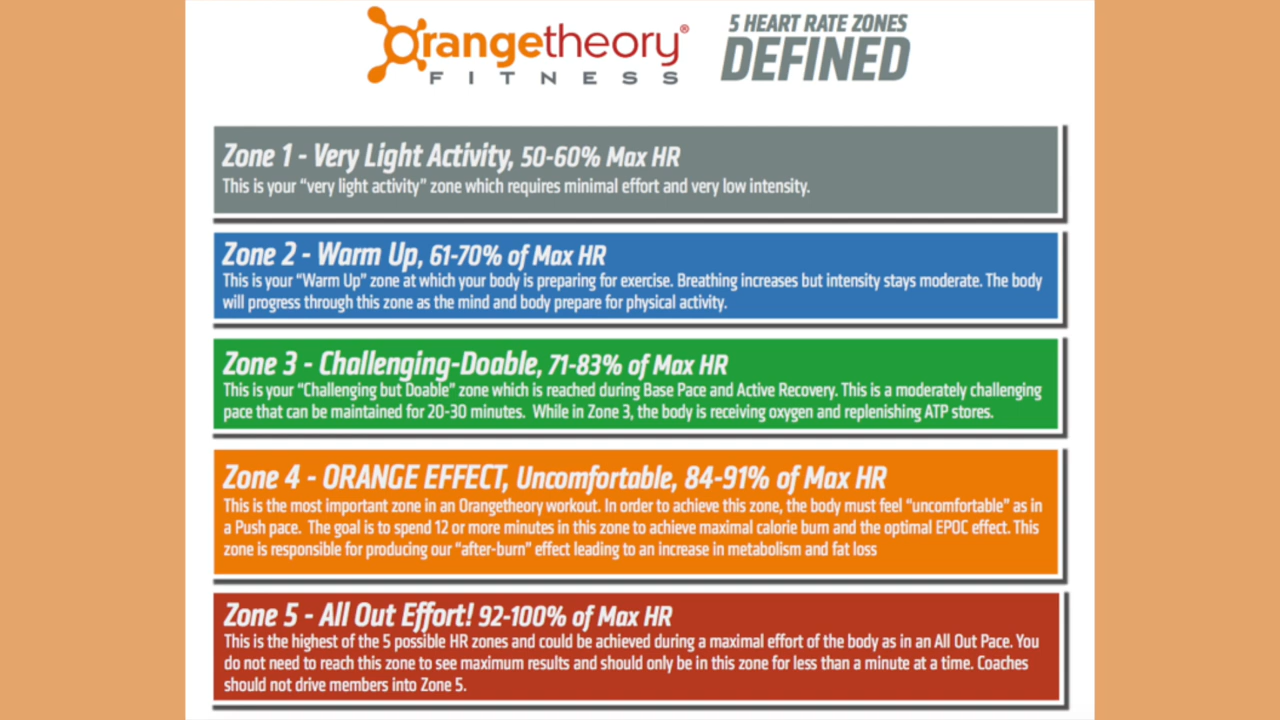 Orangetheory®
FITNESS
5 HEART RATE ZONES
DEFINED
Zone 1 - Very Light Activity, 50-60% Max HR
This is your “very light activity” zone which requires minimal effort and very low intensity.
Zone 2 - Warm Up, 61-70% of Max HR
This is your “Warm Up” zone at which your body is preparing for exercise. Breathing increases but intensity stays moderate. The body
will progress through this zone as the mind and body prepare for physical activity.
Zone 3 - Challenging-Doable, 71-83% of Max HR
This is your “Challenging but Doable” zone which is reached during Base Pace and Active Recovery. This is a moderately challenging
pace that can be maintained for 20-30 minutes. While in Zone 3, the body is receiving oxygen and replenishing ATP stores.
Zone 4 - ORANGE EFFECT, Uncomfortable, 84-91% of Max HR
This is the most important zone in an Orangetheory workout. In order to achieve this zone, the body must feel “uncomfortable” as in
a Push pace. The goal is to spend 12 or more minutes in this zone to achieve maximal calorie burn and the optimal EPOC effect. This
zone is responsible for producing our “after-burn” effect leading to an increase in metabolism and fat loss
Zone 5 - All Out Effort! 92-100% of Max HR
This is the highest of the 5 possible HR zones and could be achieved during a maximal effort of the body as in an All Out Pace. You
do not need to reach this zone to see maximum results and should only be in this zone for less than a minute at a time. Coaches
should not drive members into Zone 5.